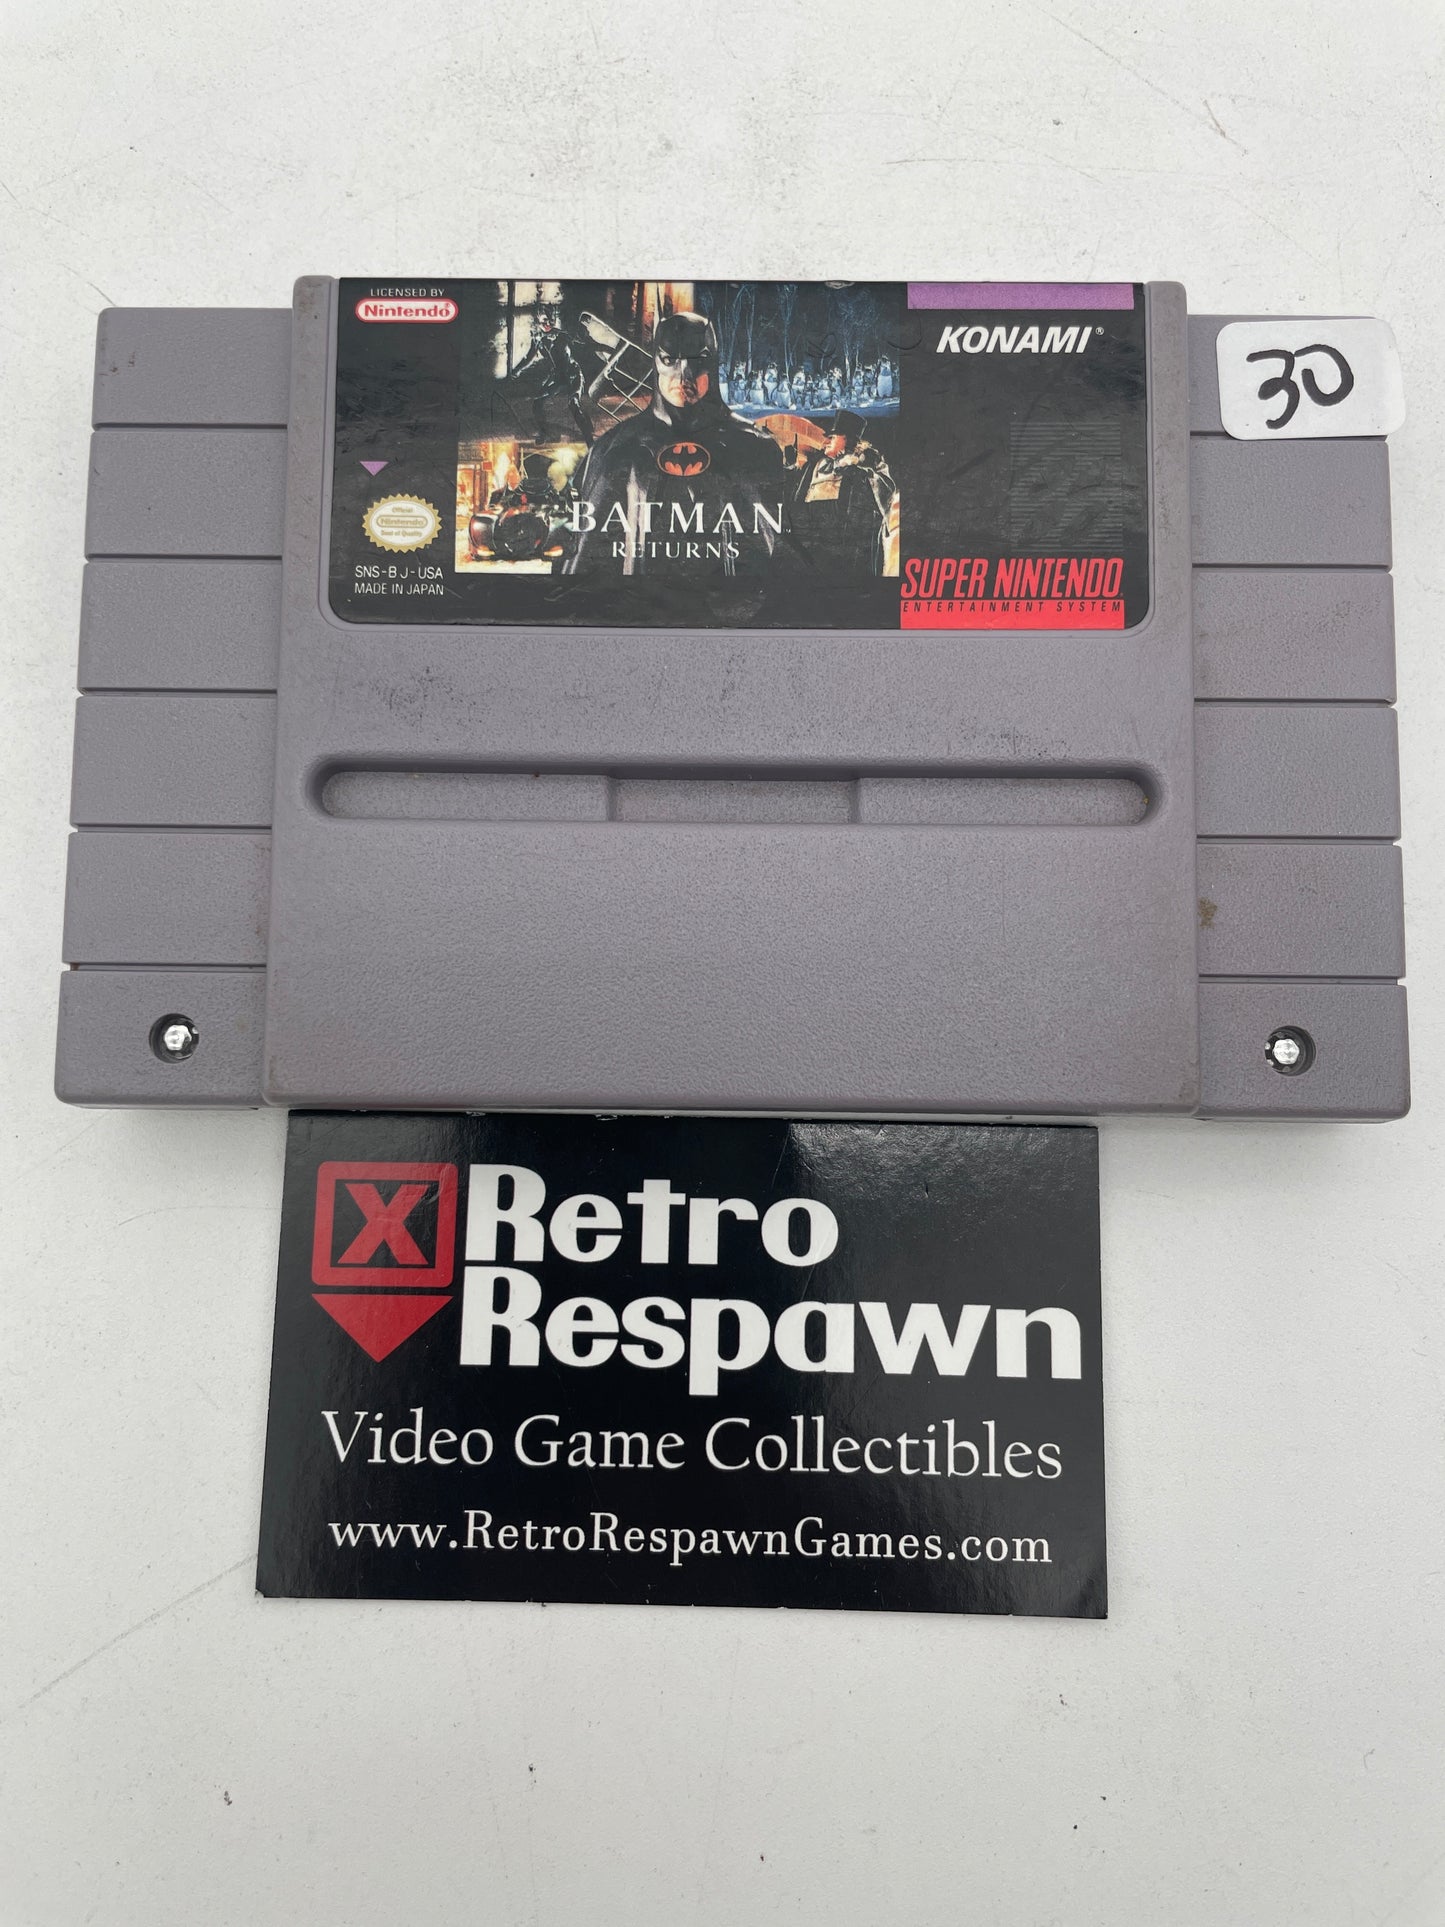 LICENSED BY
Nintendo®
KONAMI®
30
Official
Nintendo
Seal of Quality
BATMAN™
RETURNS
SNS-BJ-USA
MADE IN JAPAN
SUPER NINTENDO
ENTERTAINMENT SYSTEM
X Retro
Respawn
Video Game Collectibles
www.RetroRespawnGames.com